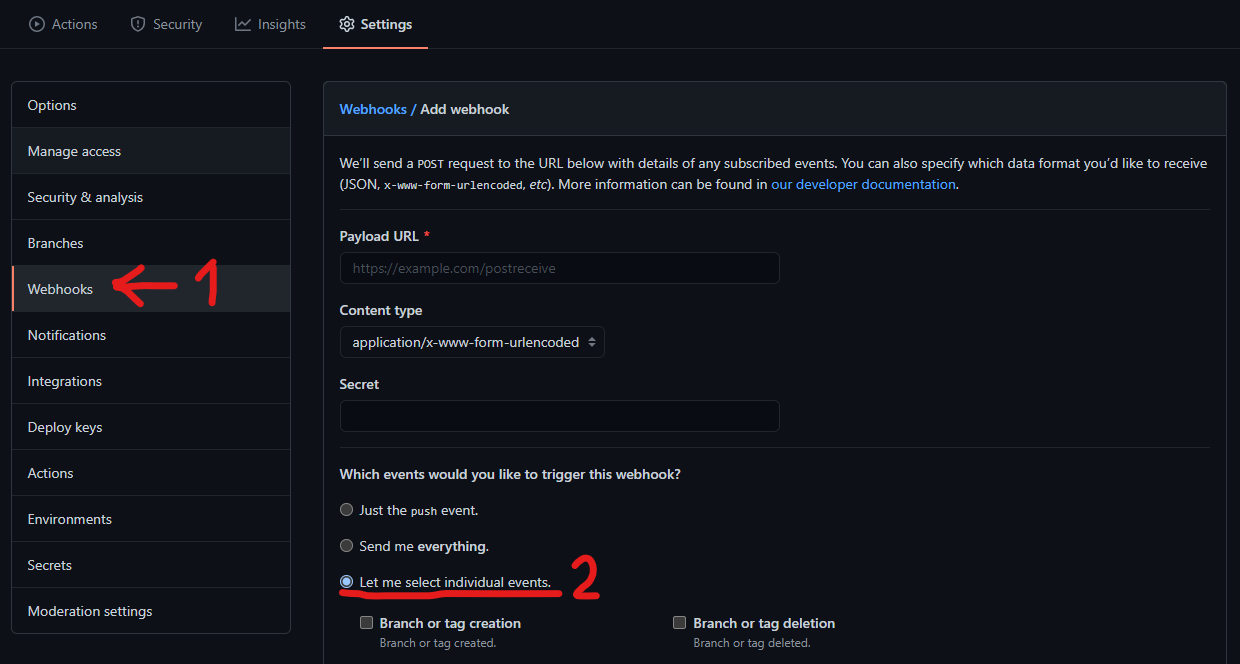 Actions Security Insights Settings
Options
Manage access
Security & analysis
Branches
Webhooks 1
Notifications
Integrations
Deploy keys
Actions
Environments
Secrets
Moderation settings
Webhooks / Add webhook
We’ll send a POST request to the URL below with details of any subscribed events. You can also specify which data format you’d like to receive
(JSON, x-www-form-urlencoded, etc). More information can be found in our developer documentation.
Payload URL *
https://example.com/postreceive
Content type
application/x-www-form-urlencoded
Secret
Which events would you like to trigger this webhook?
Just the push event.
Send me everything.
Let me select individual events. 2
Branch or tag creation
Branch or tag created.
Branch or tag deletion
Branch or tag deleted.